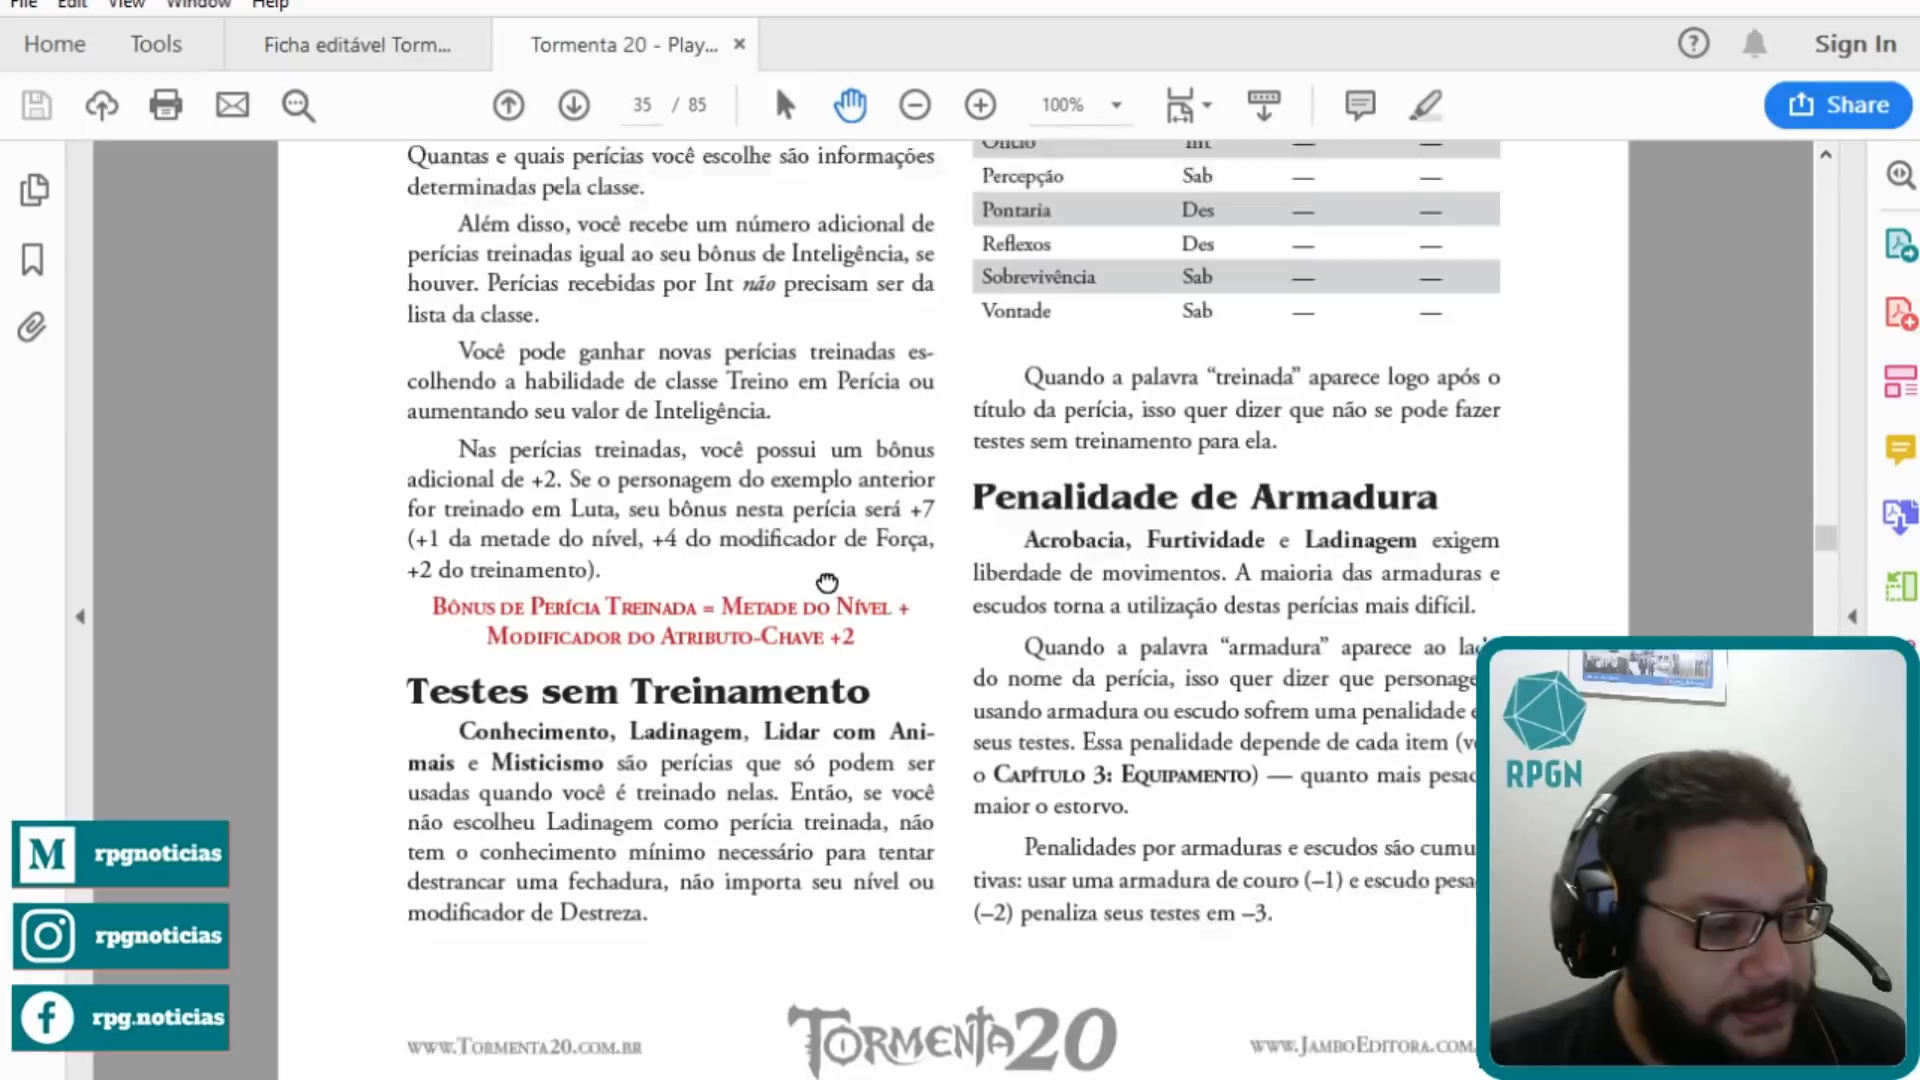 File Edit View Window Help
Home Tools Ficha editável Torm... Tormenta 20 - Play... Sign In
35 / 85 100% Share
Quantas e quais perícias você escolhe são informações
determinadas pela classe.
Além disso, você recebe um número adicional de
perícias treinadas igual ao seu bônus de Inteligência, se
houver. Perícias recebidas por Int não precisam ser da
lista da classe.
Você pode ganhar novas perícias treinadas es-
colhendo a habilidade de classe Treino em Perícia ou
aumentando seu valor de Inteligência.
Nas perícias treinadas, você possui um bônus
adicional de +2. Se o personagem do exemplo anterior
for treinado em Luta, seu bônus nesta perícia será +7
(+1 da metade do nível, +4 do modificador de Força,
+2 do treinamento).
Bônus de Perícia Treinada = Metade do Nível +
Modificador do Atributo-Chave +2
Testes sem Treinamento
Conhecimento, Ladinagem, Lidar com Ani-
mais e Misticismo são perícias que só podem ser
usadas quando você é treinado nelas. Então, se você
não escolheu Ladinagem como perícia treinada, não
tem o conhecimento mínimo necessário para tentar
destrancar uma fechadura, não importa seu nível ou
modificador de Destreza.
Ofício Int — —
Percepção Sab — —
Pontaria Des — —
Reflexos Des — —
Sobrevivência Sab — —
Vontade Sab — —
Quando a palavra “treinada” aparece logo após o
título da perícia, isso quer dizer que não se pode fazer
testes sem treinamento para ela.
Penalidade de Armadura
Acrobacia, Furtividade e Ladinagem exigem
liberdade de movimentos. A maioria das armaduras e
escudos torna a utilização destas perícias mais difícil.
Quando a palavra “armadura” aparece ao
do nome da perícia, isso quer dizer que
usando armadura ou escudo sofrem uma penalidade
seus testes. Essa penalidade depende de cada item
o Capítulo 3: Equipamento) — quanto mais
maior o estorvo.
Penalidades por armaduras e escudos são
tivas: usar uma armadura de couro (–1) e escudo
(–2) penaliza seus testes em –3.
www.Tormenta20.com.br
Tormenta20
www.JamboEditora.com
M rpgnoticias
rpgnoticias
f rpg.noticias
RPGN